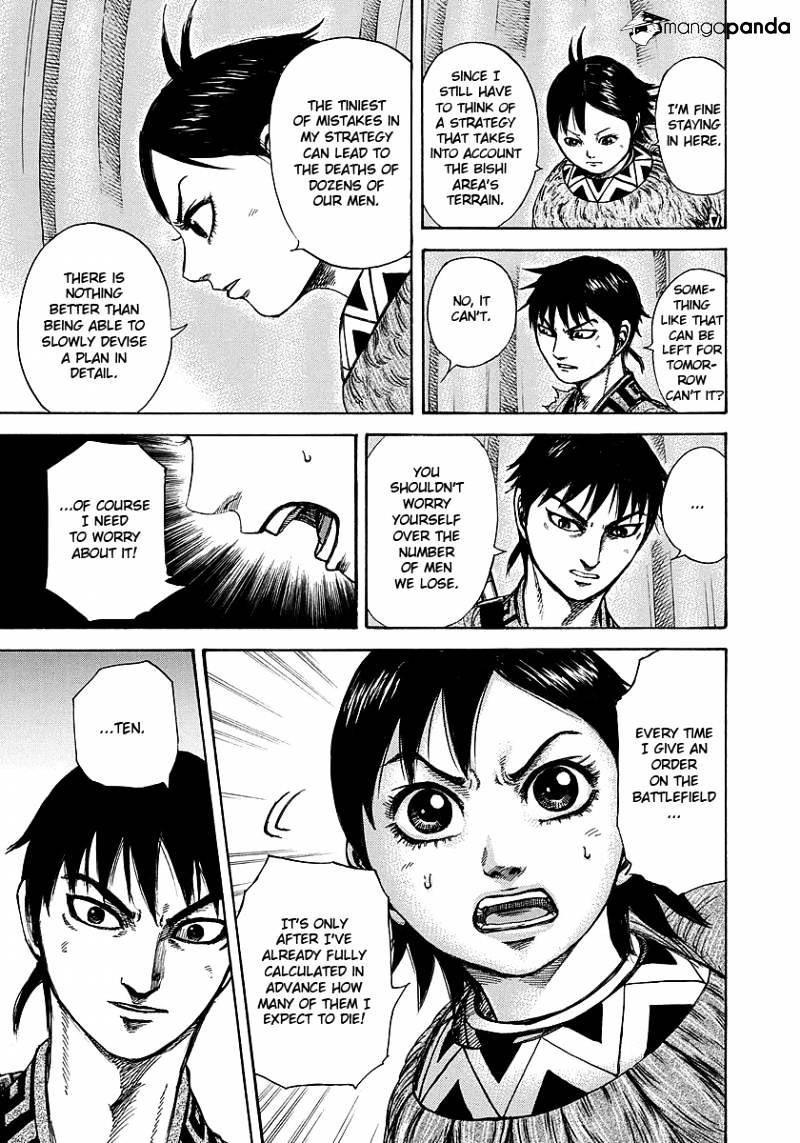 mangapanda
I'M FINE
STAYING
IN HERE.
SINCE I
STILL HAVE
TO THINK OF
A STRATEGY
THAT TAKES
INTO ACCOUNT
THE BISHI
AREA'S
TERRAIN.
SOME-
THING
LIKE THAT
CAN BE
LEFT FOR
TOMOR-
ROW
CAN'T IT?
NO, IT
CAN'T.
THE TINIEST
OF MISTAKES IN
MY STRATEGY
CAN LEAD TO
THE DEATHS OF
DOZENS OF
OUR MEN.
THERE IS
NOTHING
BETTER THAN
BEING ABLE TO
SLOWLY DEVISE
A PLAN IN
DETAIL.
...
YOU
SHOULDN'T
WORRY
YOURSELF
OVER THE
NUMBER
OF MEN
WE LOSE.
...OF COURSE
I NEED
TO WORRY
ABOUT IT!
EVERY TIME
I GIVE AN
ORDER
ON THE
BATTLEFIELD
...
IT'S ONLY
AFTER I'VE
ALREADY FULLY
CALCULATED IN
ADVANCE HOW
MANY OF THEM I
EXPECT TO DIE!
...TEN.